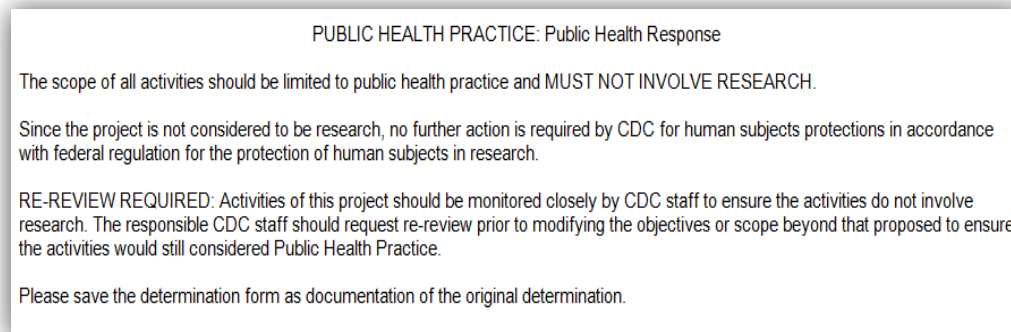 PUBLIC HEALTH PRACTICE: Public Health Response
The scope of all activities should be limited to public health practice and MUST NOT INVOLVE RESEARCH.
Since the project is not considered to be research, no further action is required by CDC for human subjects protections in accordance
with federal regulation for the protection of human subjects in research.
RE-REVIEW REQUIRED: Activities of this project should be monitored closely by CDC staff to ensure the activities do not involve
research. The responsible CDC staff should request re-review prior to modifying the objectives or scope beyond that proposed to ensure
the activities would still considered Public Health Practice.
Please save the determination form as documentation of the original determination.